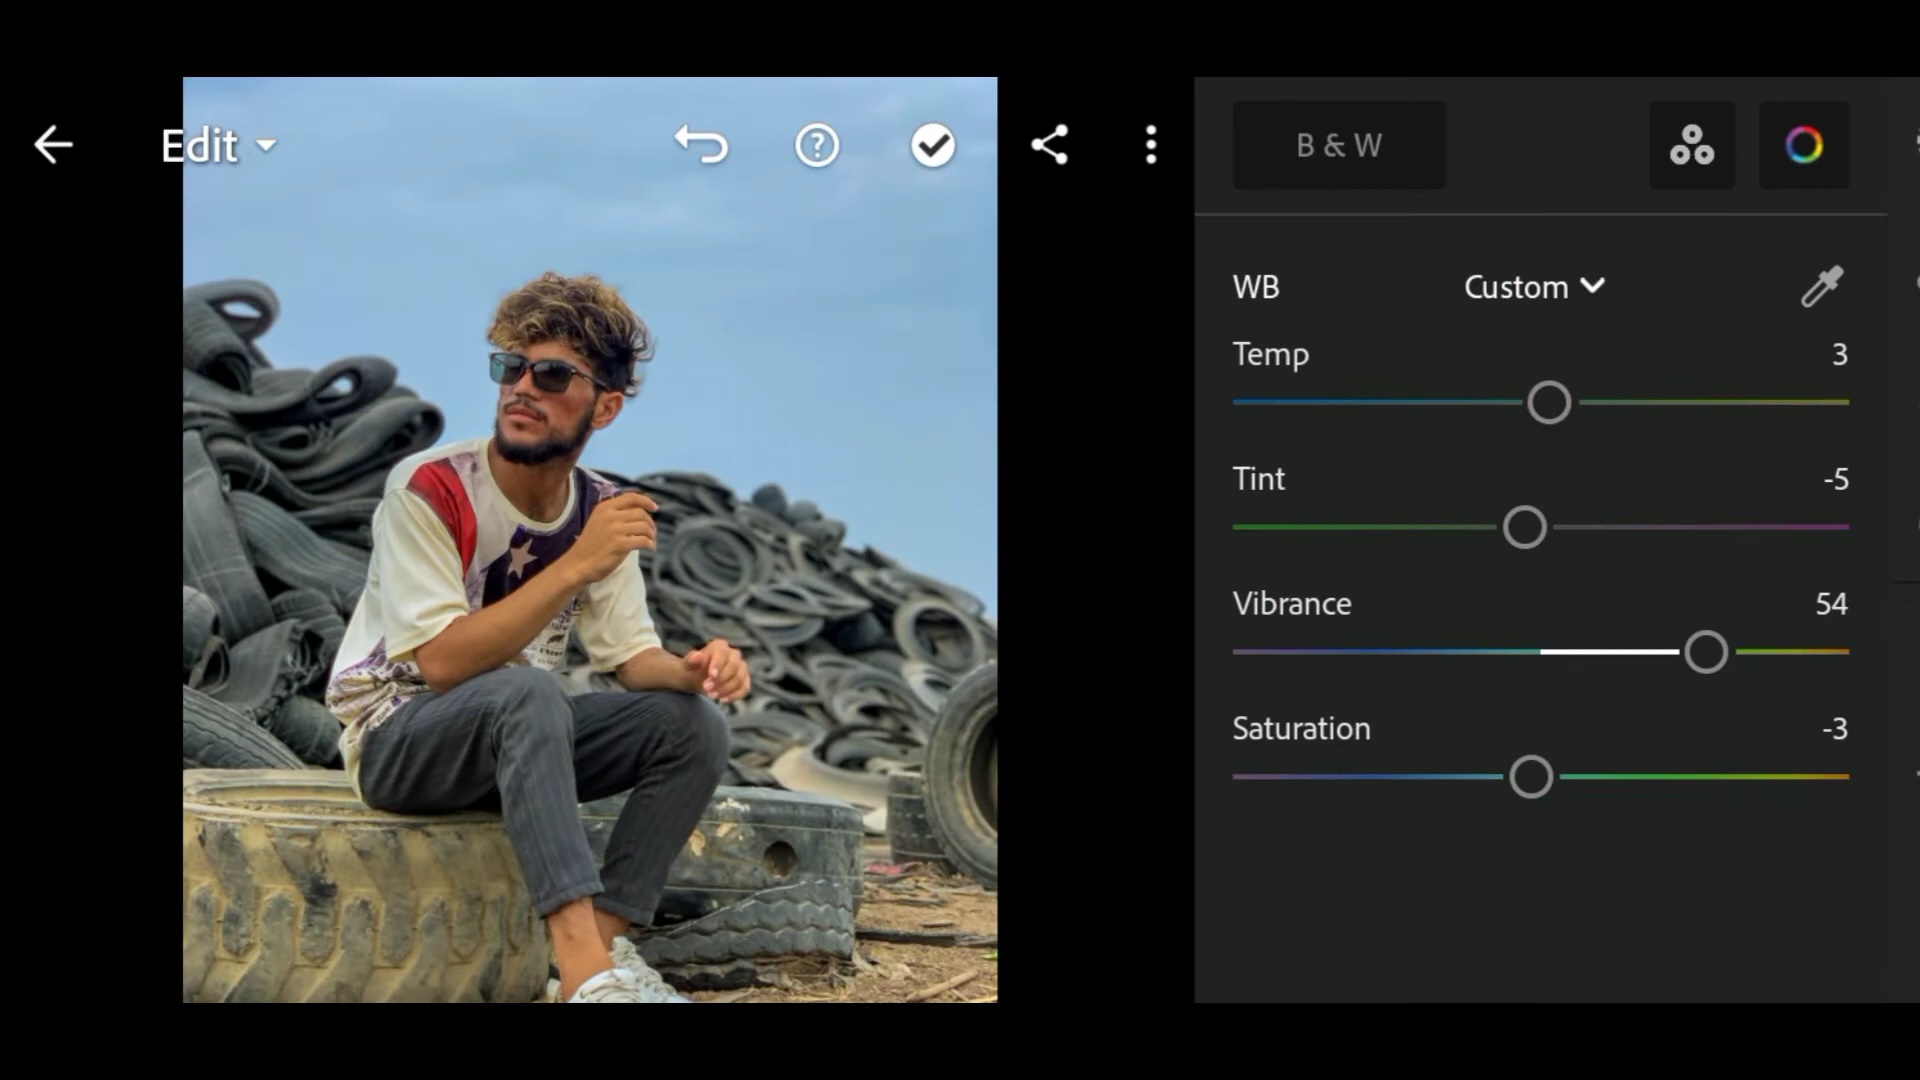 Edit
B & W
WB Custom
Temp 3
Tint -5
Vibrance 54
Saturation -3